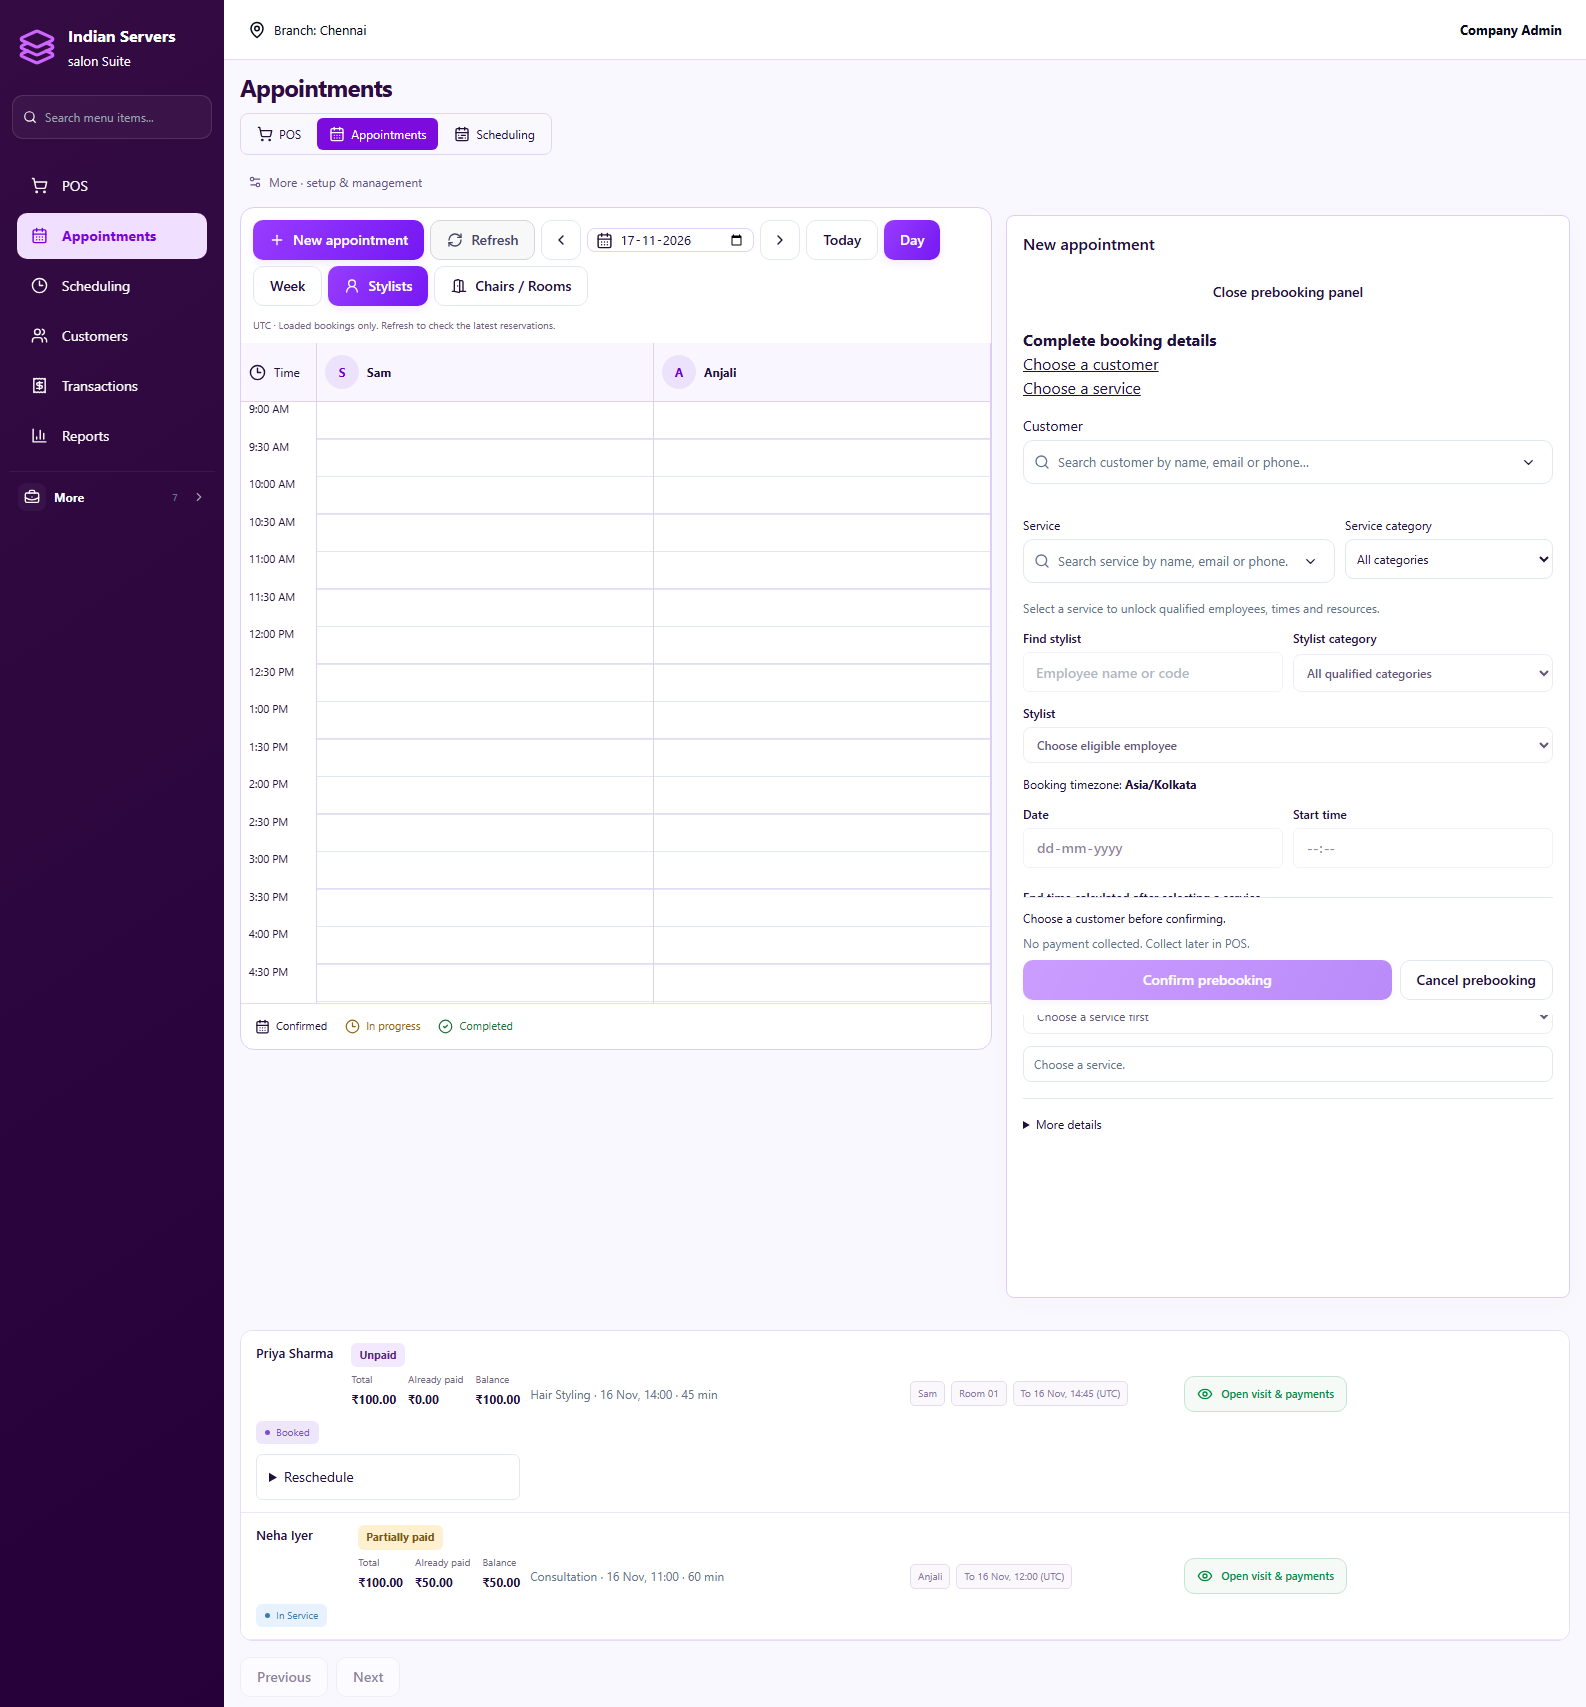 Indian Servers
salon Suite
Search menu items...
POS
Appointments
Scheduling
Customers
Transactions
Reports
More 7
Branch: Chennai
Company Admin
Appointments
POS Appointments Scheduling
More · setup & management
New appointment Refresh 17-11-2026 Today Day
Week Stylists Chairs / Rooms
UTC · Loaded bookings only. Refresh to check the latest reservations.
Time S Sam A Anjali
9:00 AM
9:30 AM
10:00 AM
10:30 AM
11:00 AM
11:30 AM
12:00 PM
12:30 PM
1:00 PM
1:30 PM
2:00 PM
2:30 PM
3:00 PM
3:30 PM
4:00 PM
4:30 PM
Confirmed In progress Completed
New appointment
Close prebooking panel
Complete booking details
Choose a customer
Choose a service
Customer
Search customer by name, email or phone...
Service Service category
Search service by name, email or phone. All categories
Select a service to unlock qualified employees, times and resources.
Find stylist Stylist category
Employee name or code All qualified categories
Stylist
Choose eligible employee
Booking timezone: Asia/Kolkata
Date Start time
dd-mm-yyyy --:--
End time calculated after selecting a service
Choose a customer before confirming.
No payment collected. Collect later in POS.
Confirm prebooking Cancel prebooking
Choose a service first
Choose a service.
More details
Priya Sharma Unpaid
Total Already paid Balance
₹100.00 ₹0.00 ₹100.00 Hair Styling · 16 Nov, 14:00 · 45 min Sam Room 01 To 16 Nov, 14:45 (UTC) Open visit & payments
Booked
Reschedule
Neha Iyer Partially paid
Total Already paid Balance
₹100.00 ₹50.00 ₹50.00 Consultation · 16 Nov, 11:00 · 60 min Anjali To 16 Nov, 12:00 (UTC) Open visit & payments
In Service
Previous Next